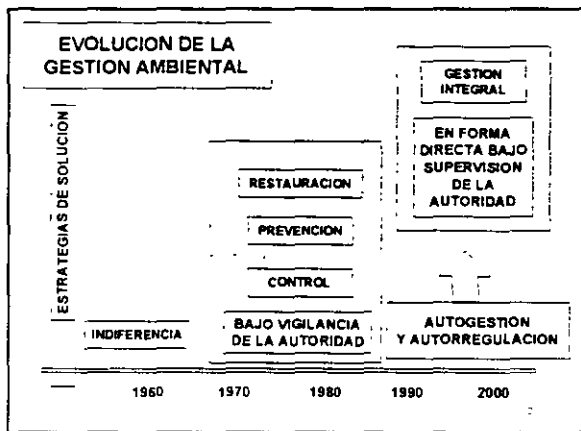 EVOLUCION DE LA
GESTION AMBIENTAL
ESTRATEGIAS DE SOLUCION
GESTION
INTEGRAL
EN FORMA
DIRECTA BAJO
SUPERVISION
DE LA
AUTORIDAD
RESTAURACION
PREVENCION
CONTROL
INDIFERENCIA
BAJO VIGILANCIA
DE LA AUTORIDAD
AUTOGESTION
Y AUTORREGULACION
1960 1970 1980 1990 2000